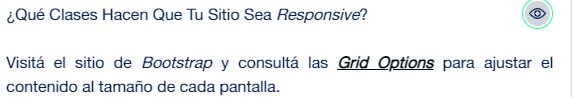 ¿Qué Clases Hacen Que Tu Sitio Sea Responsive?
Visitá el sitio de Bootstrap y consultá las Grid Options para ajustar el
contenido al tamaño de cada pantalla.